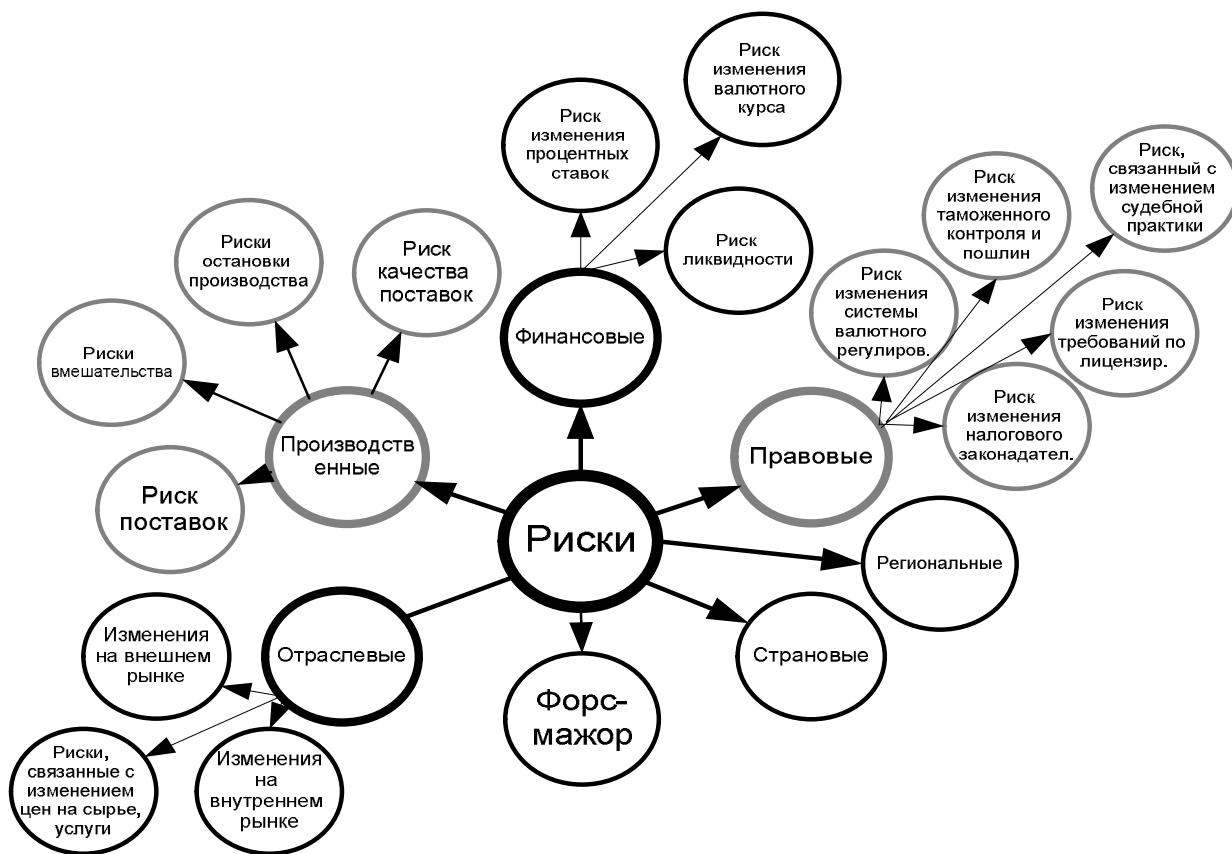 Риск
изменения
валютного
курса
Риск
изменения
процентных
ставок
Риск
ликвидности
Финансовые
Риск,
связанный с
изменением
судебной
практики
Риск
изменения
таможенного
контроля и
пошлин
Риск
изменения
системы
валютного
регулиров.
Риск
изменения
требований по
лицензир.
Риск
изменения
налогового
законадател.
Правовые
Риски
остановки
производства
Риск
качества
поставок
Риски
вмешательства
Производств
енные
Риск
поставок
Риски
Региональные
Страновые
Форс-
мажор
Отраслевые
Изменения
на внешнем
рынке
Риски,
связанные с
изменением
цен на сырье,
услуги
Изменения
на
внутреннем
рынке